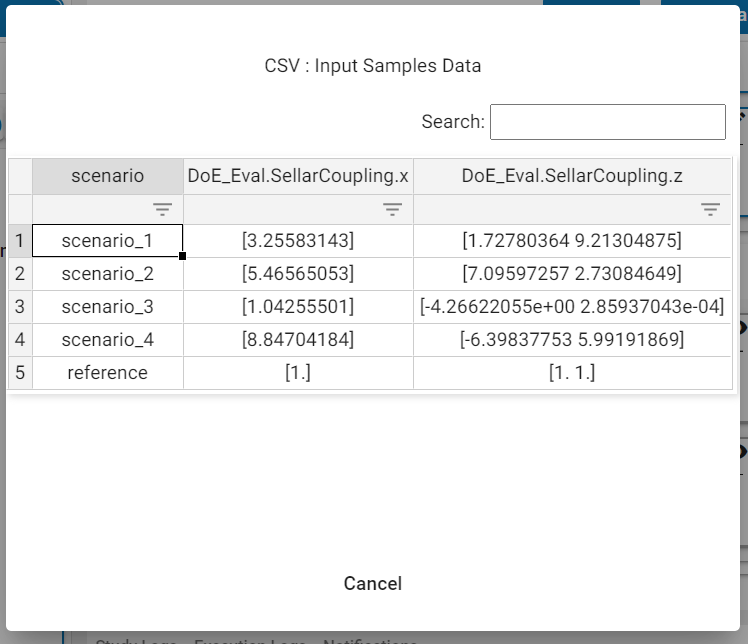 CSV : Input Samples Data
Search:
scenario DoE_Eval.SellarCoupling.x DoE_Eval.SellarCoupling.z
1 scenario_1 [3.25583143] [1.72780364 9.21304875]
2 scenario_2 [5.46565053] [7.09597257 2.73084649]
3 scenario_3 [1.04255501] [-4.26622055e+00 2.85937043e-04]
4 scenario_4 [8.84704184] [-6.39837753 5.99191869]
5 reference [1.] [1. 1.]
Cancel